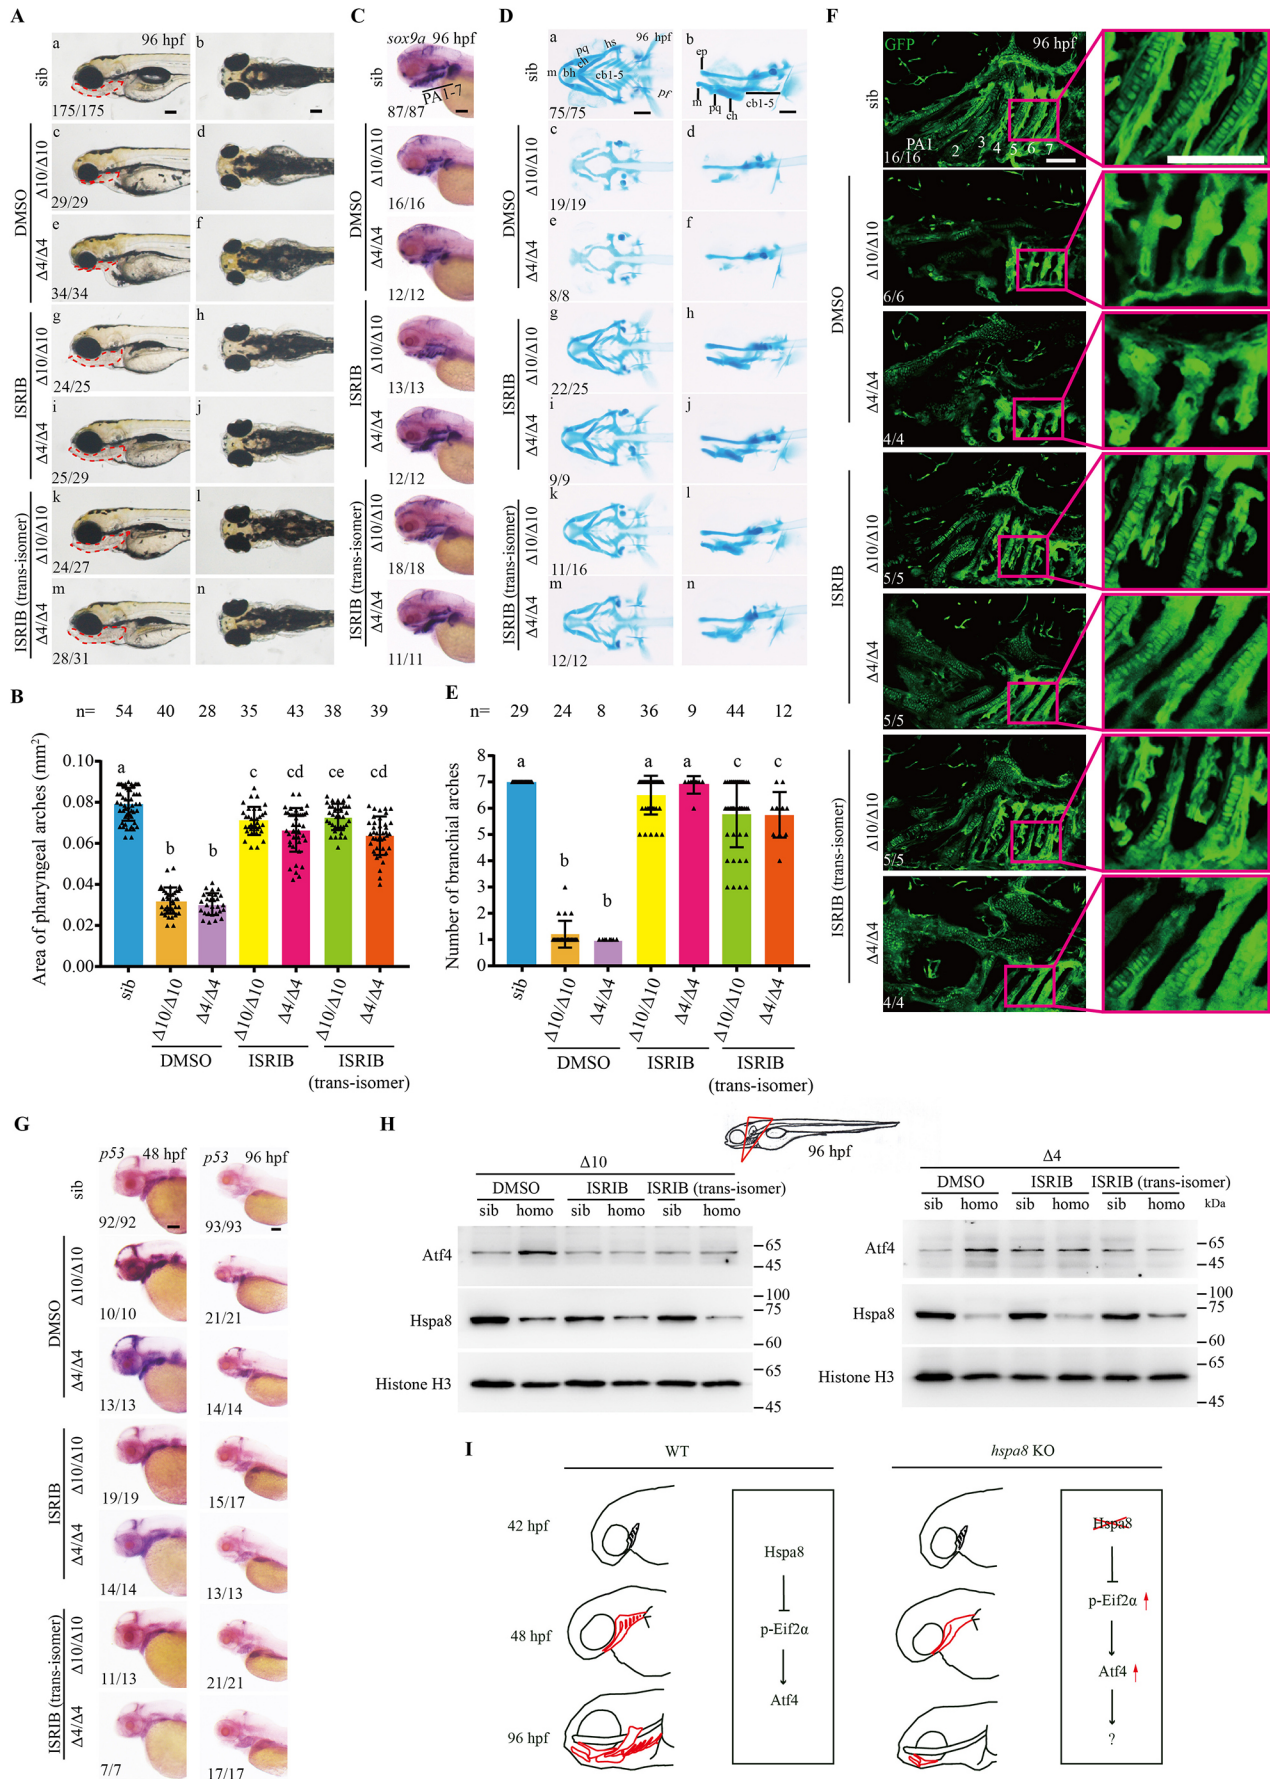 A
a
96 hpf
b
sib
175/175
DMSO
Δ10/Δ10
c
d
29/29
Δ4/Δ4
e
f
34/34
ISRIB
Δ10/Δ10
g
h
24/25
Δ4/Δ4
i
j
25/29
ISRIB (trans-isomer)
Δ10/Δ10
k
l
24/27
Δ4/Δ4
m
n
28/31
C
sox9a 96 hpf
PA1-7
87/87
DMSO
Δ10/Δ10
16/16
Δ4/Δ4
12/12
ISRIB
Δ10/Δ10
13/13
Δ4/Δ4
12/12
ISRIB (trans-isomer)
Δ10/Δ10
18/18
Δ4/Δ4
11/11
D
sib
a
96 hpf
m
bh
ch
pq
hs
cb1-5
pf
75/75
b
ep
m
pq
ch
cb1-5
DMSO
Δ10/Δ10
c
d
19/19
Δ4/Δ4
e
f
8/8
ISRIB
Δ10/Δ10
g
h
22/25
Δ4/Δ4
i
j
9/9
ISRIB (trans-isomer)
Δ10/Δ10
k
l
11/16
Δ4/Δ4
m
n
12/12
F
GFP
96 hpf
sib
PA1 2 3 4 5 6 7
16/16
DMSO
Δ10/Δ10
6/6
Δ4/Δ4
4/4
ISRIB
Δ10/Δ10
5/5
Δ4/Δ4
5/5
ISRIB (trans-isomer)
Δ10/Δ10
5/5
Δ4/Δ4
4/4
B
n= 54 40 28 35 43 38 39
Area of pharyngeal arches (mm²)
0.10
0.08
0.06
0.04
0.02
0.00
a b b c cd ce cd
sib Δ10/Δ10 Δ4/Δ4 Δ10/Δ10 Δ4/Δ4 Δ10/Δ10 Δ4/Δ4
DMSO ISRIB ISRIB
(trans-isomer)
E
n= 29 24 8 36 9 44 12
Number of branchial arches
8
7
6
5
4
3
2
1
0
a b b a a c c
sib Δ10/Δ10 Δ4/Δ4 Δ10/Δ10 Δ4/Δ4 Δ10/Δ10 Δ4/Δ4
DMSO ISRIB ISRIB
(trans-isomer)
G
p53 48 hpf
p53 96 hpf
sib
92/92
93/93
DMSO
Δ10/Δ10
10/10
21/21
Δ4/Δ4
13/13
14/14
ISRIB
Δ10/Δ10
19/19
15/17
Δ4/Δ4
14/14
13/13
ISRIB (trans-isomer)
Δ10/Δ10
11/13
21/21
Δ4/Δ4
7/7
17/17
H
96 hpf
Δ10
DMSO ISRIB ISRIB (trans-isomer)
sib homo sib homo sib homo
Atf4
65
45
Hspa8
100
75
60
Histone H3
65
45
Δ4
DMSO ISRIB ISRIB (trans-isomer)
sib homo sib homo sib homo kDa
Atf4
65
45
Hspa8
100
75
60
Histone H3
65
45
I
WT
hspa8 KO
42 hpf
48 hpf
96 hpf
Hspa8
p-Eif2α
Atf4
Hspa8
p-Eif2α
Atf4
?